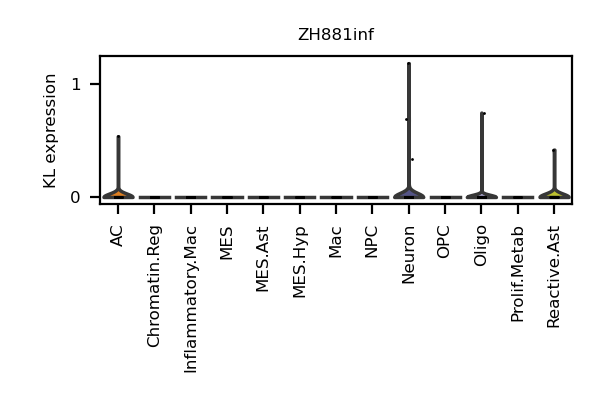 ZH881inf
KL expression
1
0
AC
Chromatin.Reg
Inflammatory.Mac
MES
MES.Ast
MES.Hyp
Mac
NPC
Neuron
OPC
Oligo
Prolif.Metab
Reactive.Ast